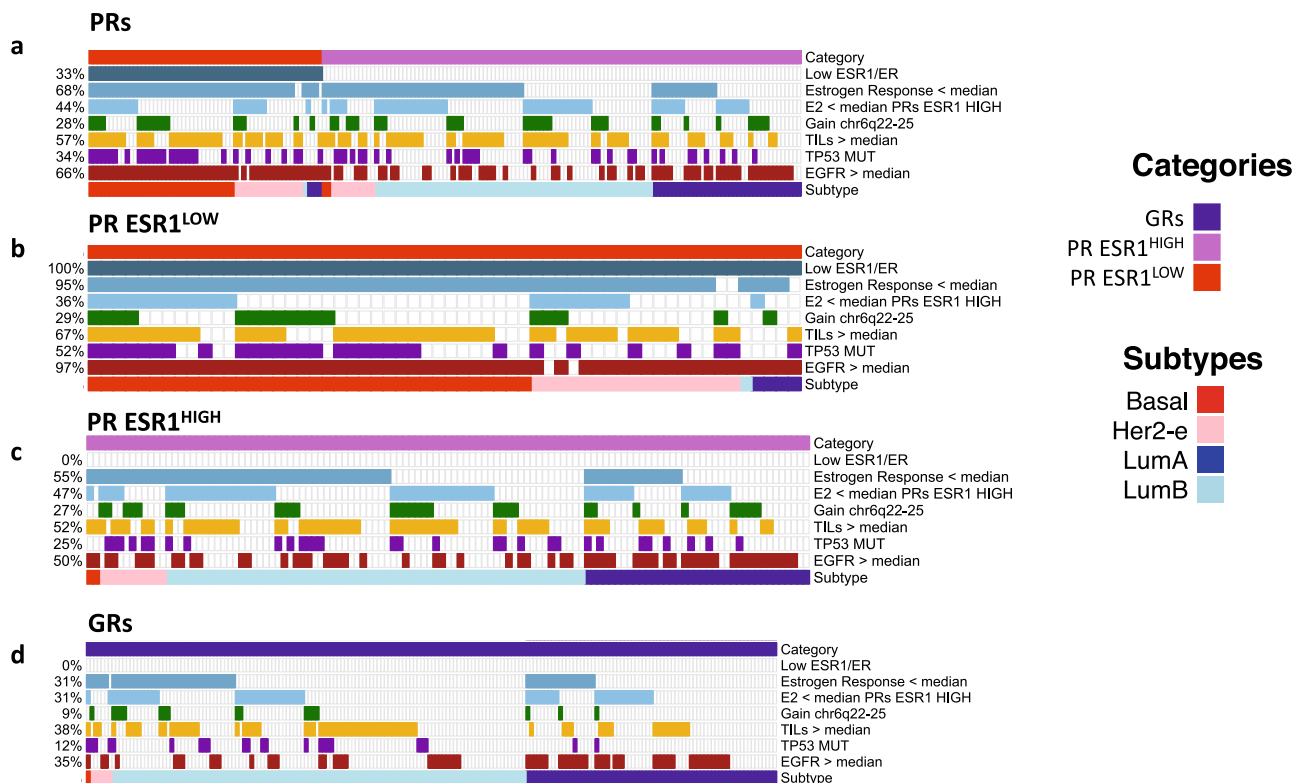 PRs
a
Category
33% Low ESR1/ER
68% Estrogen Response < median
44% E2 < median PRs ESR1 HIGH
28% Gain chr6q22-25
57% TILs > median
34% TP53 MUT
66% EGFR > median
Subtype
PR ESR1LOW
b
Category
100% Low ESR1/ER
95% Estrogen Response < median
36% E2 < median PRs ESR1 HIGH
29% Gain chr6q22-25
67% TILs > median
52% TP53 MUT
97% EGFR > median
Subtype
PR ESR1HIGH
c
Category
0% Low ESR1/ER
55% Estrogen Response < median
47% E2 < median PRs ESR1 HIGH
27% Gain chr6q22-25
52% TILs > median
25% TP53 MUT
50% EGFR > median
Subtype
GRs
d
Category
0% Low ESR1/ER
31% Estrogen Response < median
31% E2 < median PRs ESR1 HIGH
9% Gain chr6q22-25
38% TILs > median
12% TP53 MUT
35% EGFR > median
Subtype
Categories
GRs
PR ESR1HIGH
PR ESR1LOW
Subtypes
Basal
Her2-e
LumA
LumB